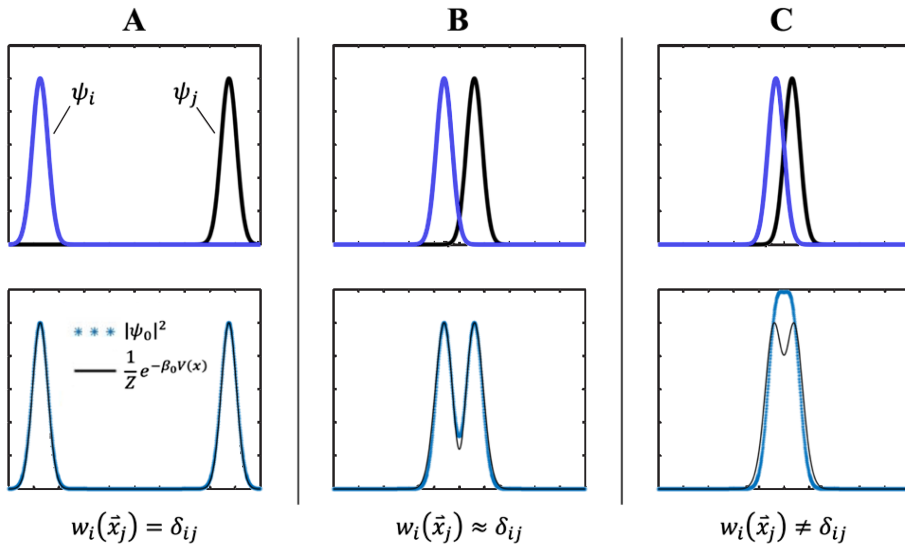 A B C
ψᵢ ψⱼ
* * * |ψ₀|²
1/Z e^{−β₀V(x)}
wᵢ(x⃗ⱼ) = δᵢⱼ wᵢ(x⃗ⱼ) ≈ δᵢⱼ wᵢ(x⃗ⱼ) ≠ δᵢⱼ